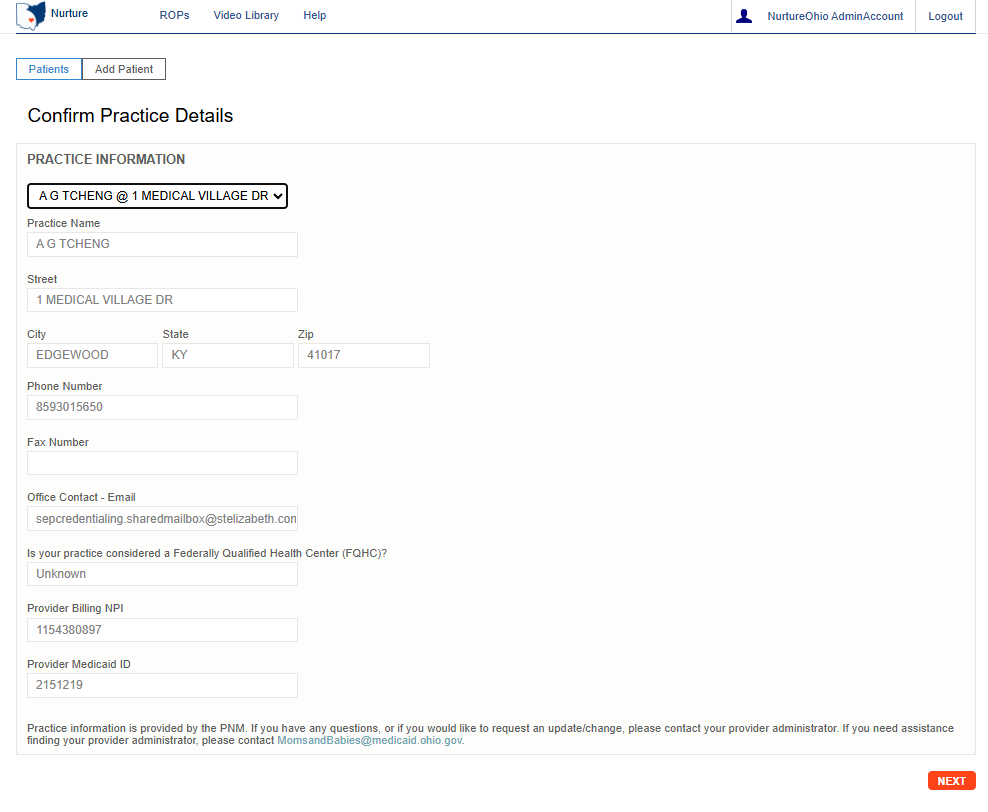 Nurture
ROPs Video Library Help
NurtureOhio AdminAccount Logout
Patients Add Patient
Confirm Practice Details
PRACTICE INFORMATION
A G TCHENG @ 1 MEDICAL VILLAGE DR
Practice Name
A G TCHENG
Street
1 MEDICAL VILLAGE DR
City State Zip
EDGEWOOD KY 41017
Phone Number
8593015650
Fax Number
Office Contact - Email
sepcredentialing.sharedmailbox@stelizabeth.con
Is your practice considered a Federally Qualified Health Center (FQHC)?
Unknown
Provider Billing NPI
1154380897
Provider Medicaid ID
2151219
Practice information is provided by the PNM. If you have any questions, or if you would like to request an update/change, please contact your provider administrator. If you need assistance
finding your provider administrator, please contact MomsandBabies@medicaid.ohio.gov.
NEXT